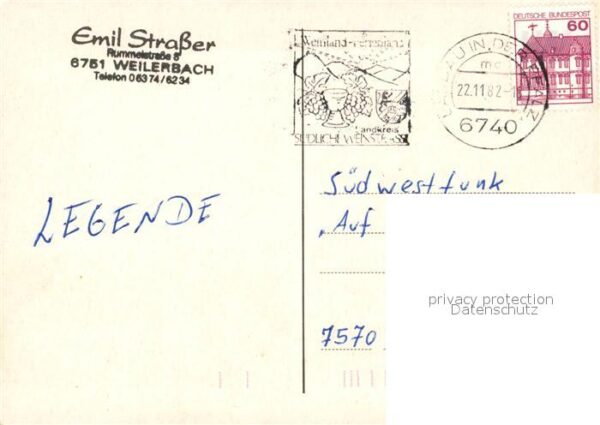 Emil Straßer
Rummelstraße 8
6751 WEILERBACH
Telefon 06374/6234
Landkreis
SÜDLICHE WEINSTRASSE
22.11.82-1
6740
DEUTSCHE BUNDESPOST
60
LEGENDE
Südwestfunk
"Auf
7570
privacy protection
Datenschutz